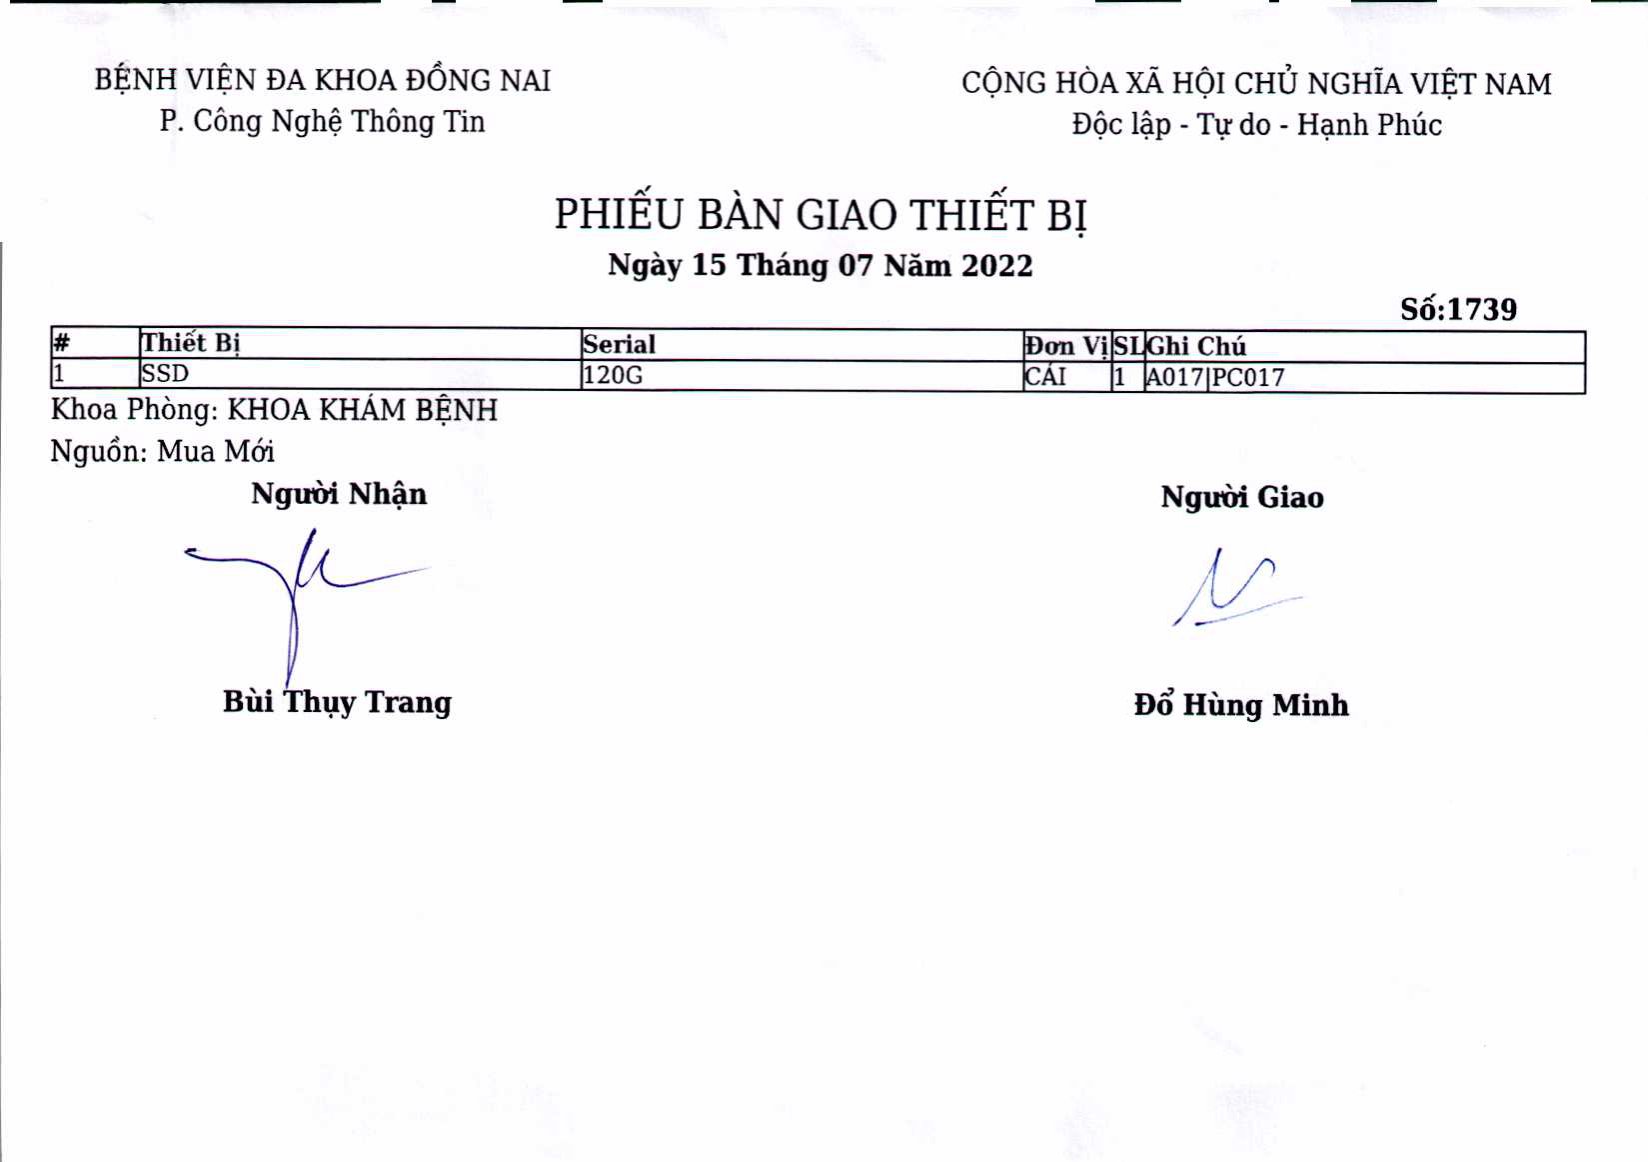 BỆNH VIỆN ĐA KHOA ĐỒNG NAI
P. Công Nghệ Thông Tin
CỘNG HÒA XÃ HỘI CHỦ NGHĨA VIỆT NAM
Độc lập - Tự do - Hạnh Phúc
PHIẾU BÀN GIAO THIẾT BỊ
Ngày 15 Tháng 07 Năm 2022
Số:1739
# Thiết Bị Serial Đơn Vị SL Ghi Chú
1 SSD 120G CÁI 1 A017|PC017
Khoa Phòng: KHOA KHÁM BỆNH
Nguồn: Mua Mới
Người Nhận Người Giao
Bùi Thụy Trang Đổ Hùng Minh